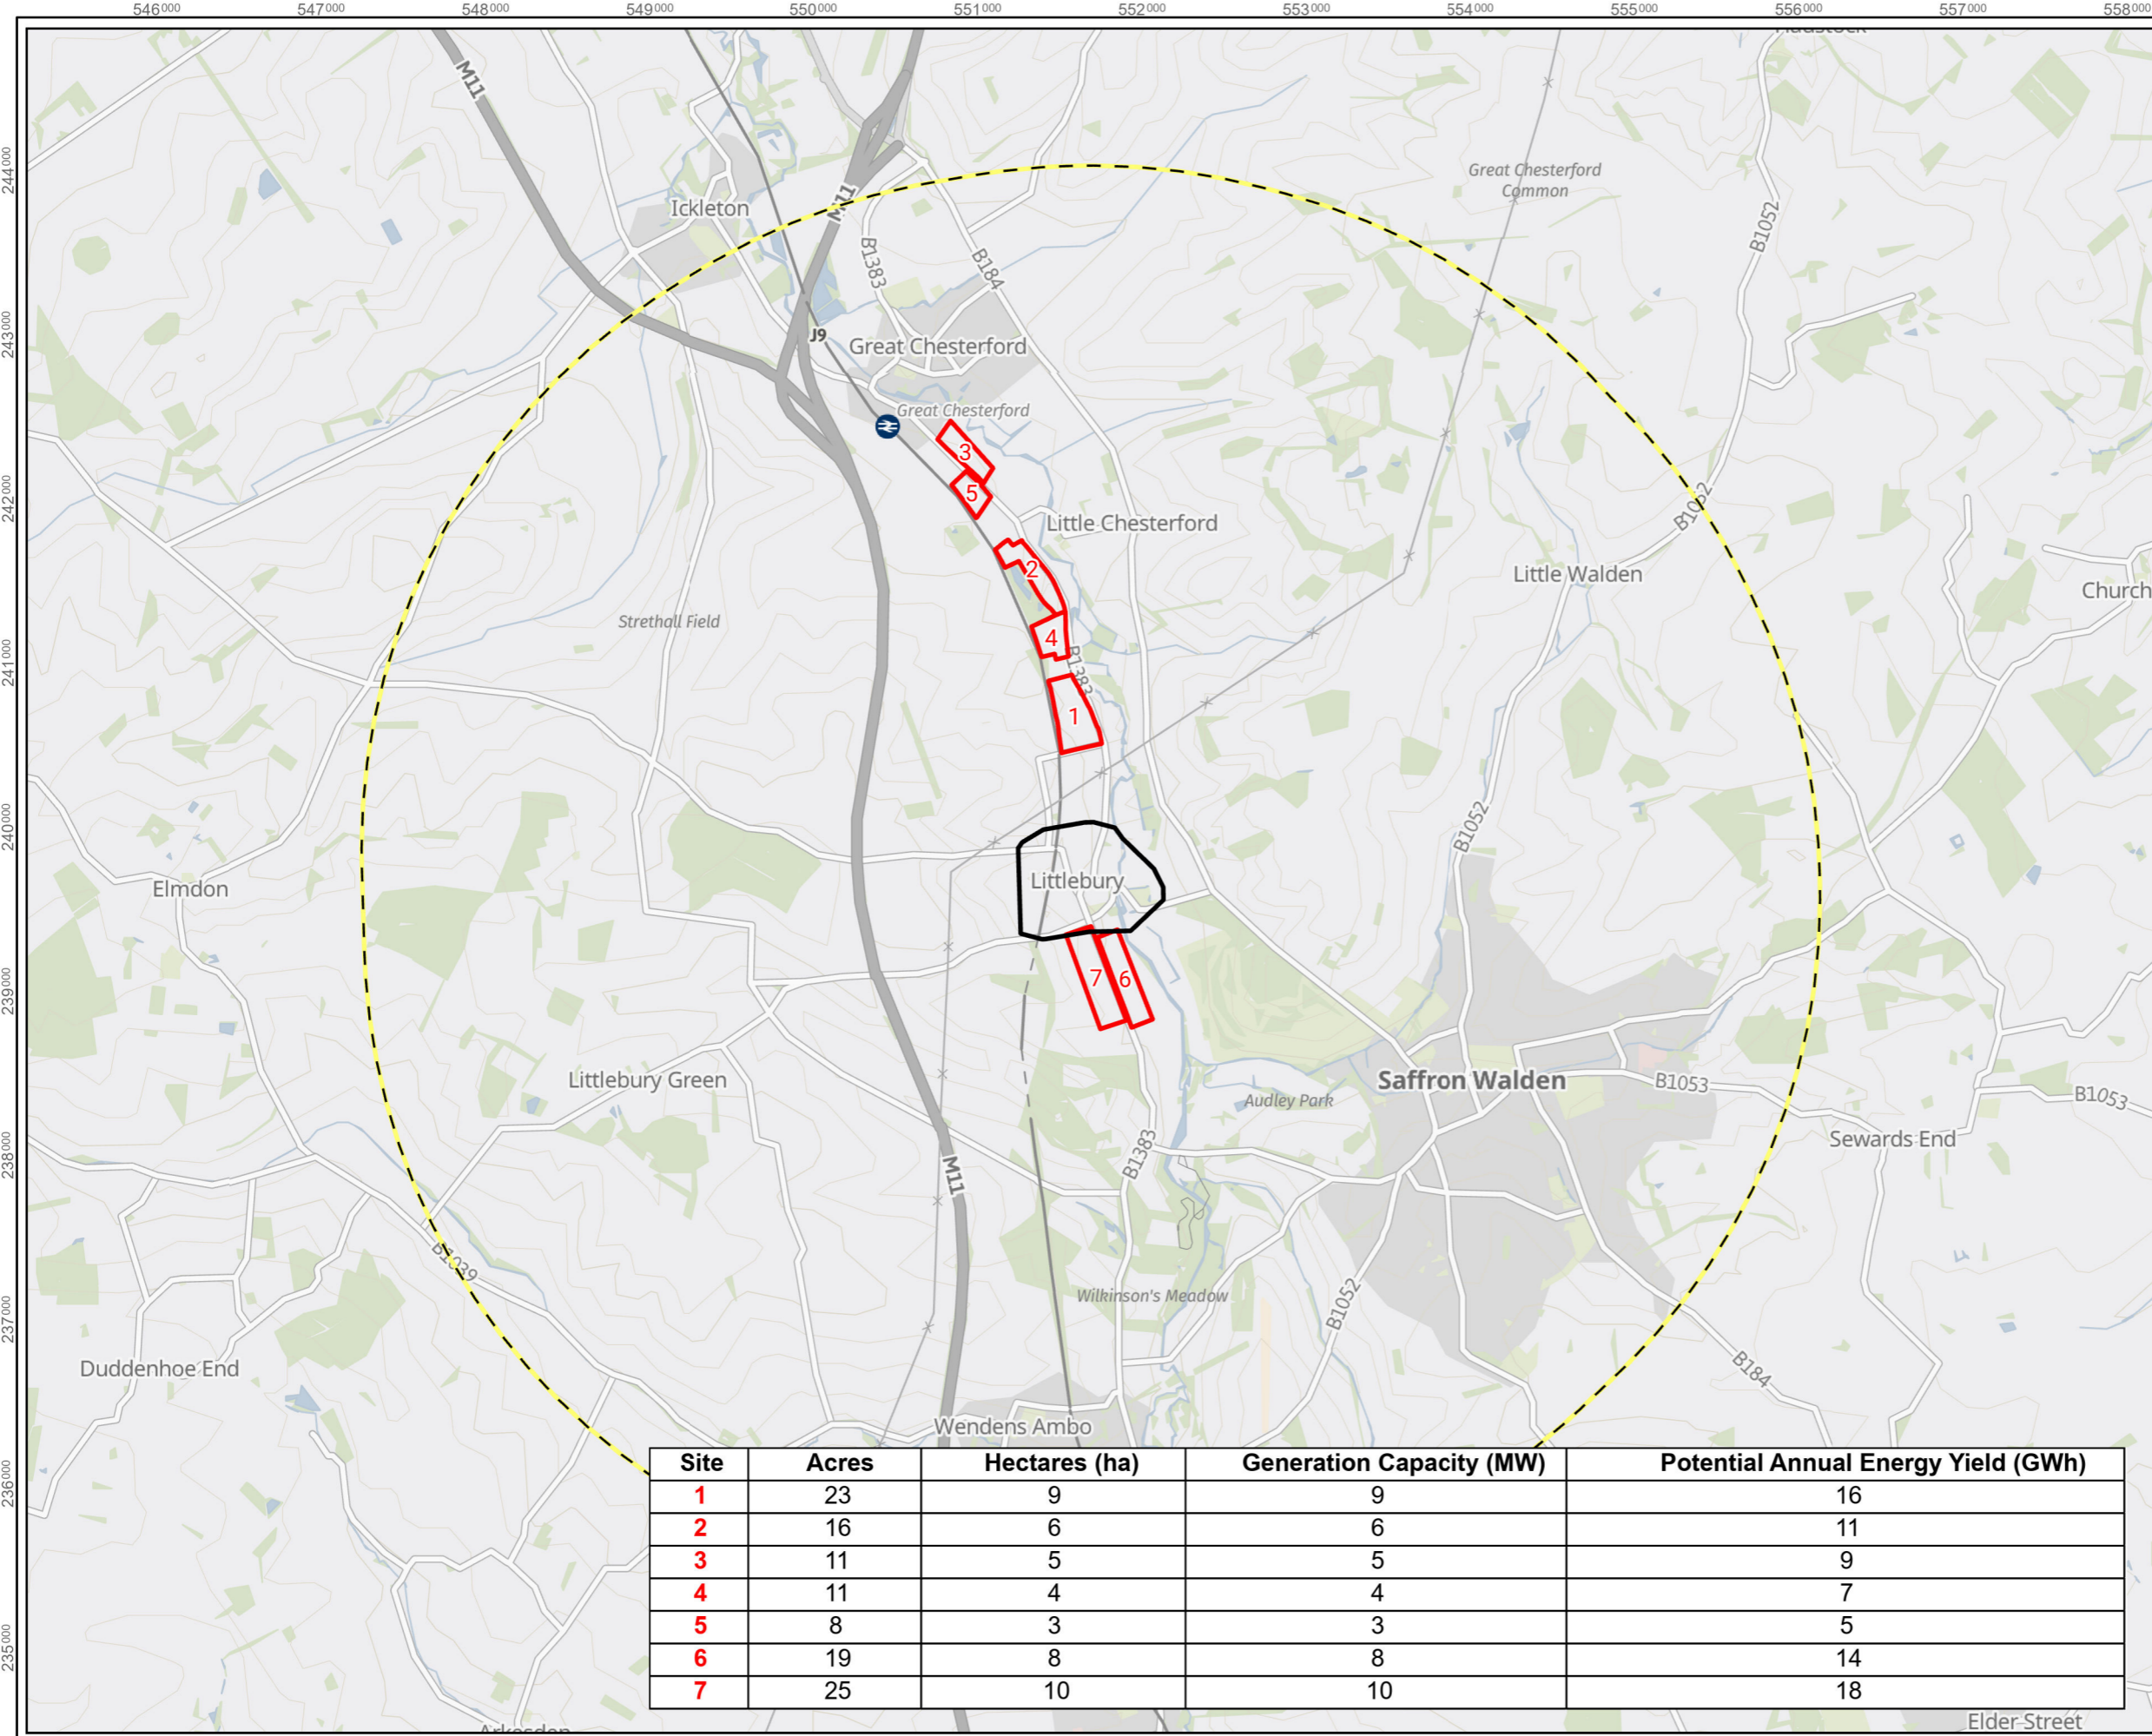 546000 547000 548000 549000 550000 551000 552000 553000 554000 555000 556000 557000 558000
244000
243000
242000
241000
240000
239000
238000
237000
236000
235000
M11
M11
Great Chesterford
Common
Ickleton
B1052
B1383
B184
J9
Great Chesterford
Great Chesterford
3
5
Little Chesterford
B1052
2
Little Walden
Church
Strethall Field
4
B1383
1
B1052
Elmdon
Littlebury
7
6
Littlebury Green
Saffron Walden
B1053
B1053
Audley Park
Sewards End
B1383
M11
B1039
Wilkinson's Meadow
B1052
Duddenhoe End
B184
Wendens Ambo
Site Acres Hectares (ha) Generation Capacity (MW) Potential Annual Energy Yield (GWh)
1 23 9 9 16
2 16 6 6 11
3 11 5 5 9
4 11 4 4 7
5 8 3 3 5
6 19 8 8 14
7 25 10 10 18
Arkesden
Elder Street